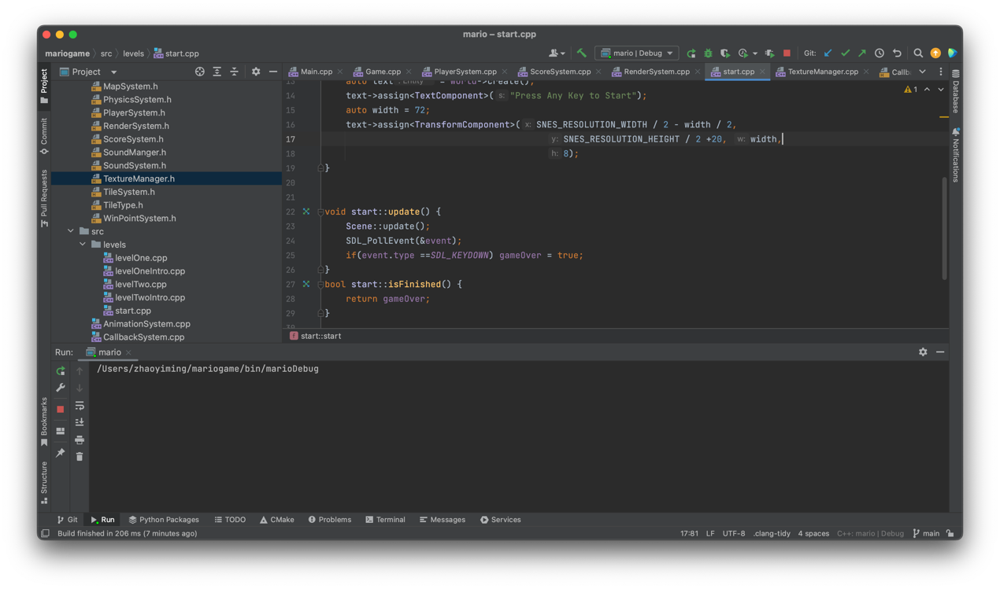 mario – start.cpp
mariogame 〉 src 〉 levels 〉 start.cpp
mario | Debug
Git:
Project
Main.cpp
Game.cpp
PlayerSystem.cpp
ScoreSystem.cpp
RenderSystem.cpp
start.cpp
TextureManager.cpp
Callba
Project
Commit
Pull Requests
Bookmarks
Structure
Database
Notifications
MapSystem.h
PhysicsSystem.h
PlayerSystem.h
RenderSystem.h
ScoreSystem.h
SoundManger.h
SoundSystem.h
TextureManager.h
TileSystem.h
TileType.h
WinPointSystem.h
src
levels
levelOne.cpp
levelOneIntro.cpp
levelTwo.cpp
levelTwoIntro.cpp
start.cpp
AnimationSystem.cpp
CallbackSystem.cpp
1
13 auto text : Entity * = world->create();
14 text->assign<TextComponent>( s: "Press Any Key to Start");
15 auto width = 72;
16 text->assign<TransformComponent>( x: SNES_RESOLUTION_WIDTH / 2 - width / 2,
17 y: SNES_RESOLUTION_HEIGHT / 2 +20, w: width,
18 h: 8);
19 }
20
21
22 void start::update() {
23 Scene::update();
24 SDL_PollEvent(&event);
25 if(event.type ==SDL_KEYDOWN) gameOver = true;
26 }
27 bool start::isFinished() {
28 return gameOver;
29 }
30
start::start
Run: mario
/Users/zhaoyiming/mariogame/bin/marioDebug
Git
Run
Python Packages
TODO
CMake
Problems
Terminal
Messages
Services
Build finished in 206 ms (7 minutes ago)
17:81 LF UTF-8 .clang-tidy 4 spaces C++: mario | Debug main